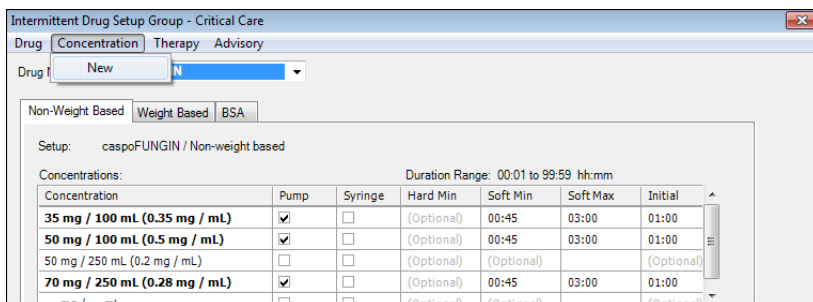 Intermittent Drug Setup Group - Critical Care
Drug Concentration Therapy Advisory
New
Drug N
Non-Weight Based Weight Based BSA
Setup: caspoFUNGIN / Non-weight based
Concentrations: Duration Range: 00:01 to 99:59 hh:mm
Concentration Pump Syringe Hard Min Soft Min Soft Max Initial
35 mg / 100 mL (0.35 mg / mL) (Optional) 00:45 03:00 01:00
50 mg / 100 mL (0.5 mg / mL) (Optional) 00:45 03:00 01:00
50 mg / 250 mL (0.2 mg / mL) (Optional) (Optional) (Optional)
70 mg / 250 mL (0.28 mg / mL) (Optional) 00:45 03:00 01:00